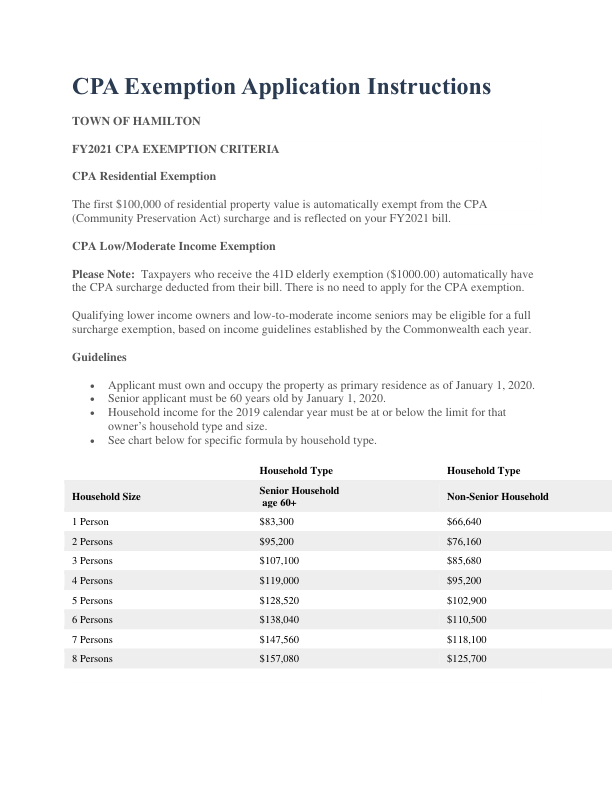 CPA Exemption Application Instructions
TOWN OF HAMILTON
FY2021 CPA EXEMPTION CRITERIA
CPA Residential Exemption
The first $100,000 of residential property value is automatically exempt from the CPA
(Community Preservation Act) surcharge and is reflected on your FY2021 bill.
CPA Low/Moderate Income Exemption
Please Note:  Taxpayers who receive the 41D elderly exemption ($1000.00) automatically have
the CPA surcharge deducted from their bill. There is no need to apply for the CPA exemption.
Qualifying lower income owners and low-to-moderate income seniors may be eligible for a full
surcharge exemption, based on income guidelines established by the Commonwealth each year.
Guidelines
• Applicant must own and occupy the property as primary residence as of January 1, 2020.
• Senior applicant must be 60 years old by January 1, 2020.
• Household income for the 2019 calendar year must be at or below the limit for that
owner's household type and size.
• See chart below for specific formula by household type.
Household Type Household Type
Household Size Senior Household
age 60+ Non-Senior Household
1 Person $83,300 $66,640
2 Persons $95,200 $76,160
3 Persons $107,100 $85,680
4 Persons $119,000 $95,200
5 Persons $128,520 $102,900
6 Persons $138,040 $110,500
7 Persons $147,560 $118,100
8 Persons $157,080 $125,700